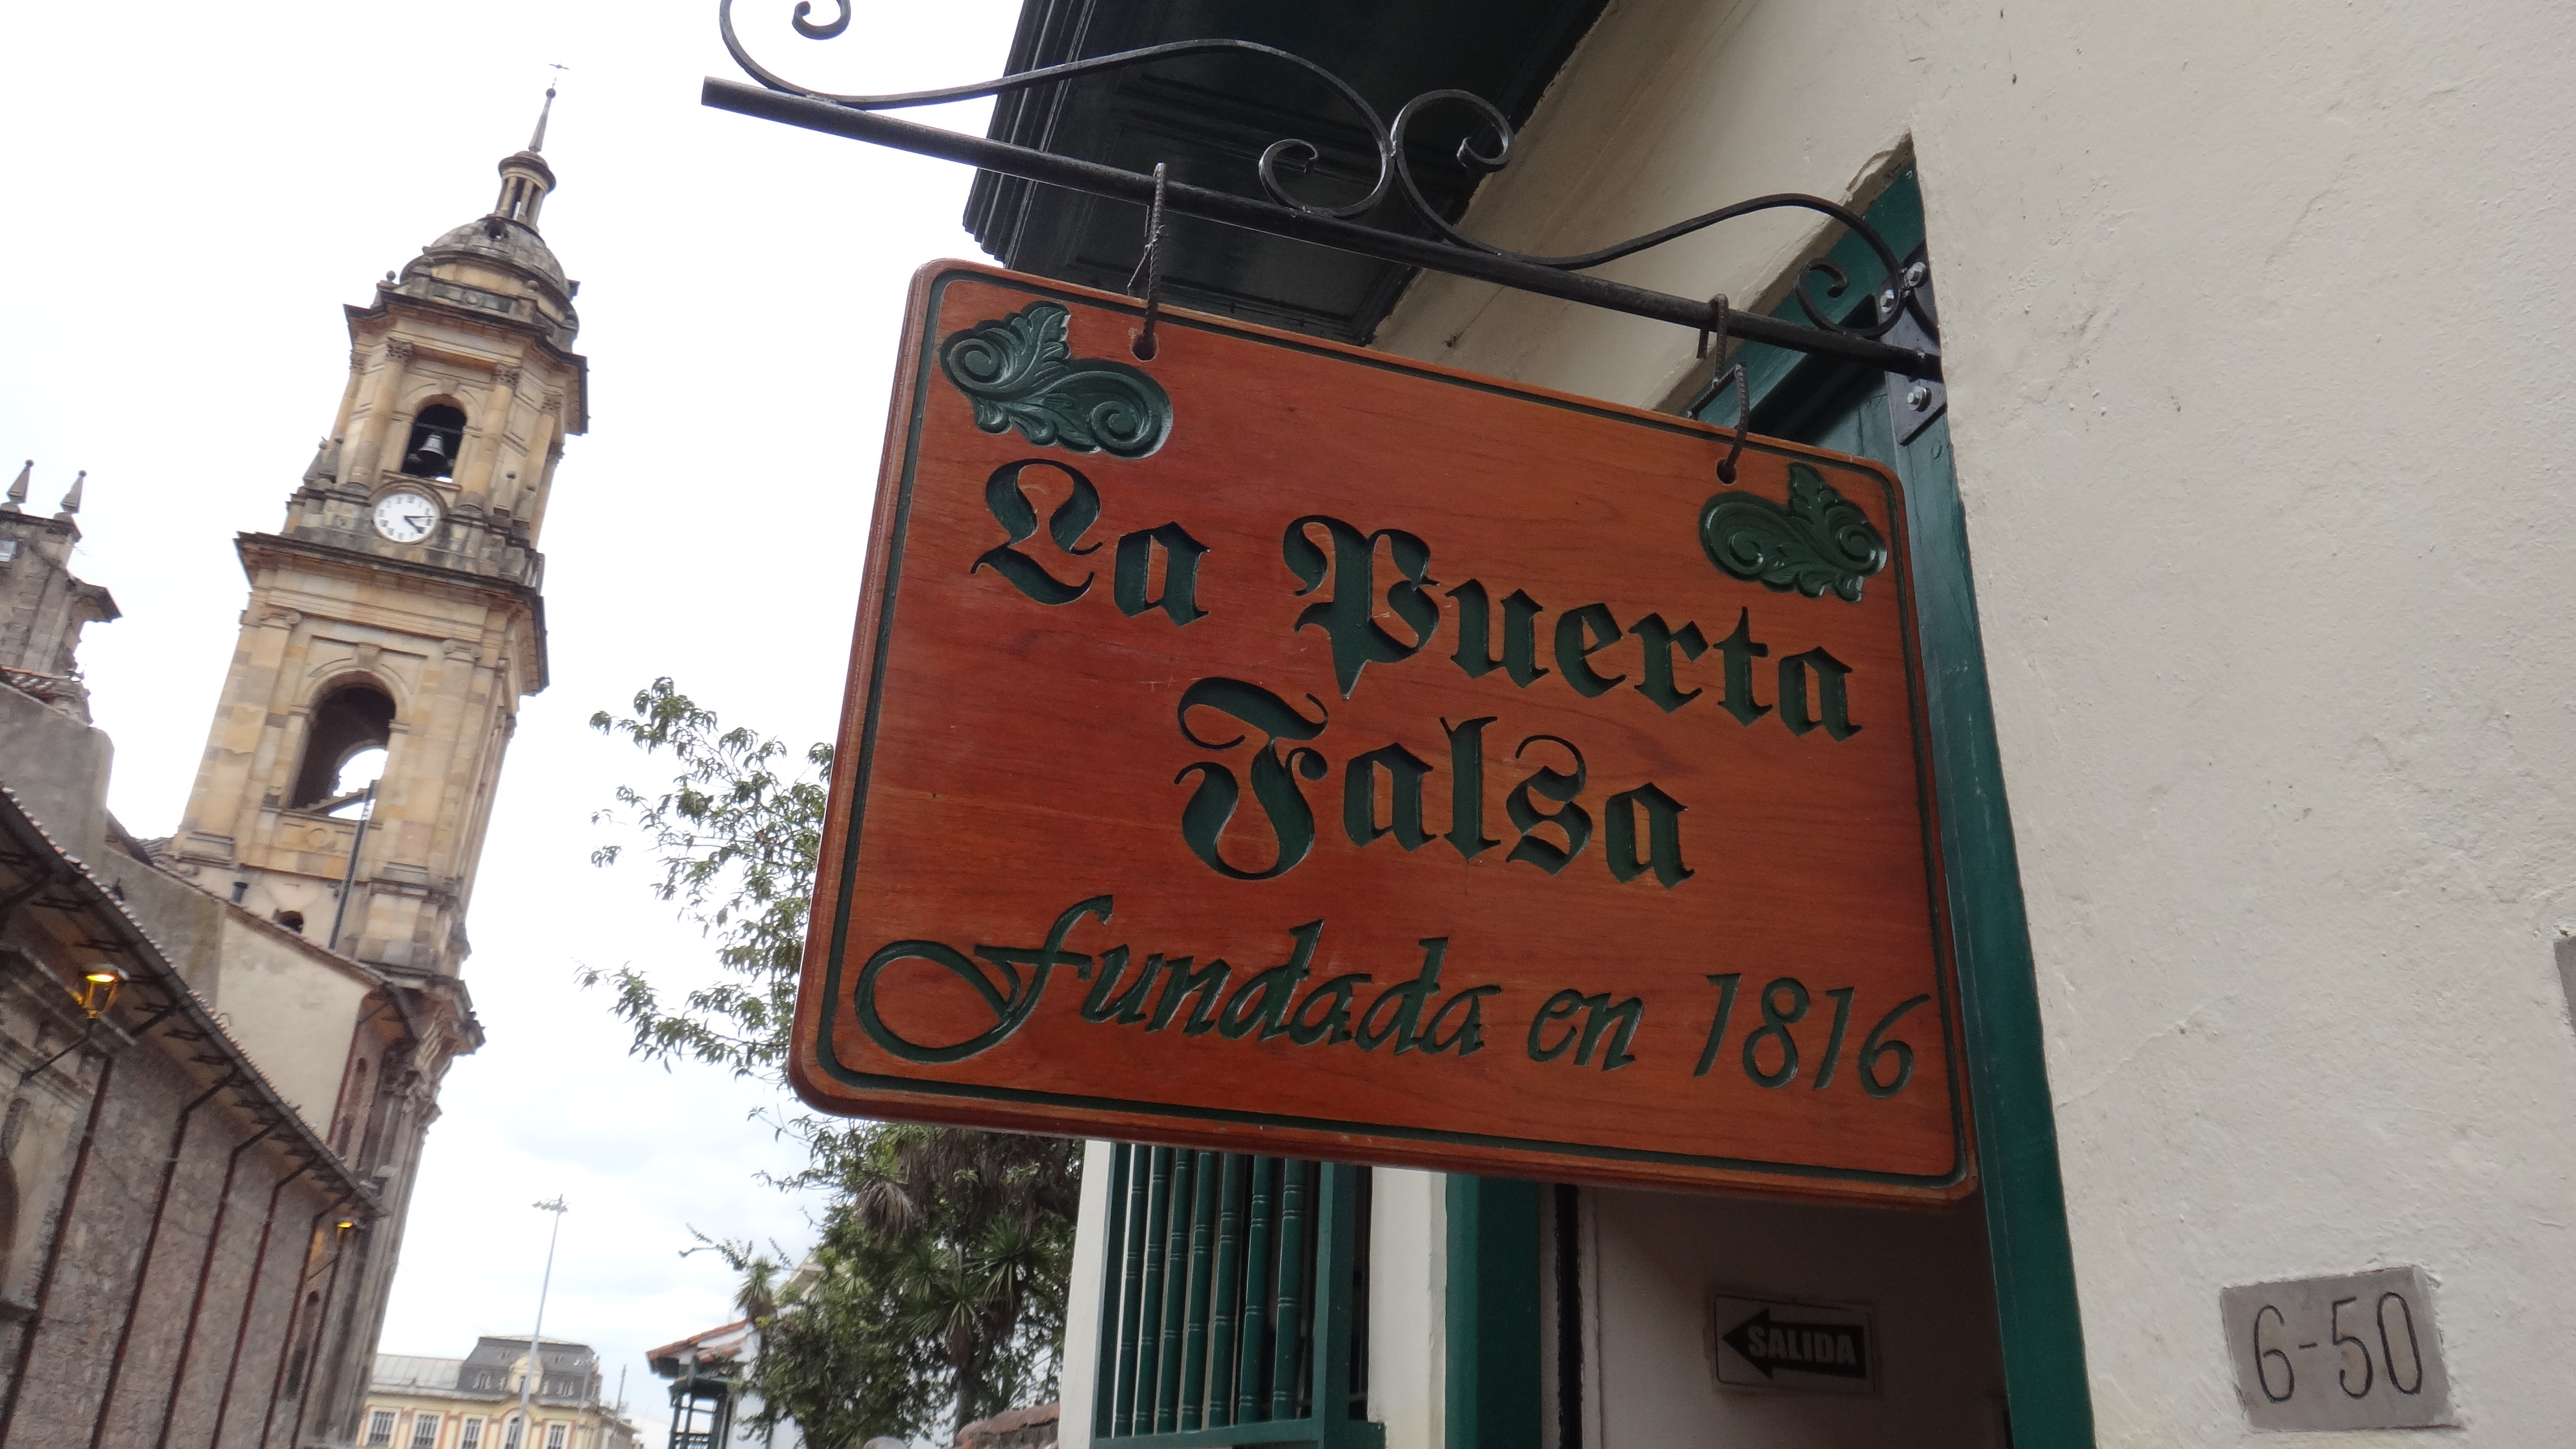 La Puerta
Falsa
fundada en 1816
SALIDA
6-50